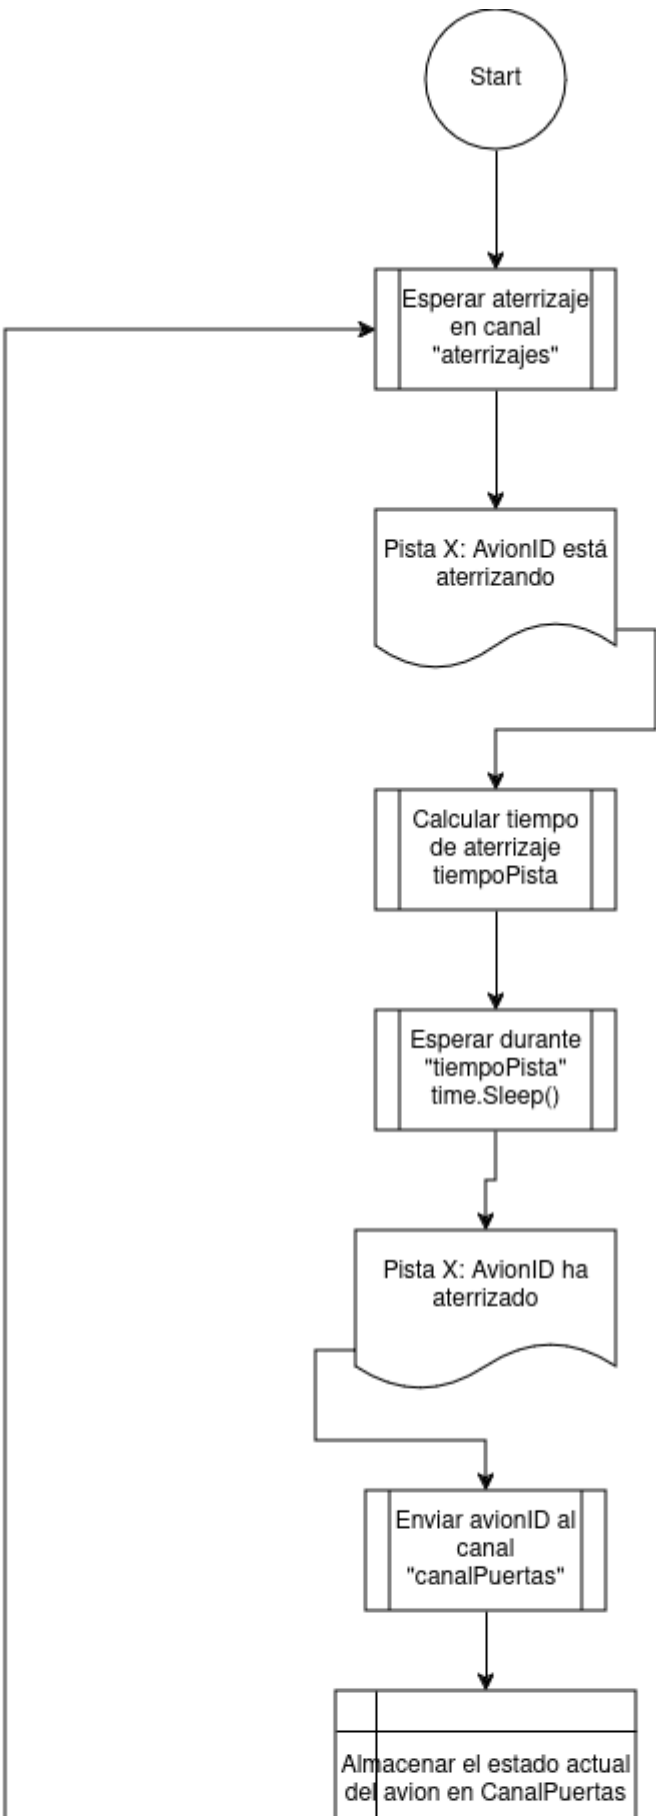 Start
Esperar aterrizaje
en canal
"aterrizajes"
Pista X: AvionID está
aterrizando
Calcular tiempo
de aterrizaje
tiempoPista
Esperar durante
"tiempoPista"
time.Sleep()
Pista X: AvionID ha
aterrizado
Enviar avionID al
canal
"canalPuertas"
Almacenar el estado actual
del avion en CanalPuertas